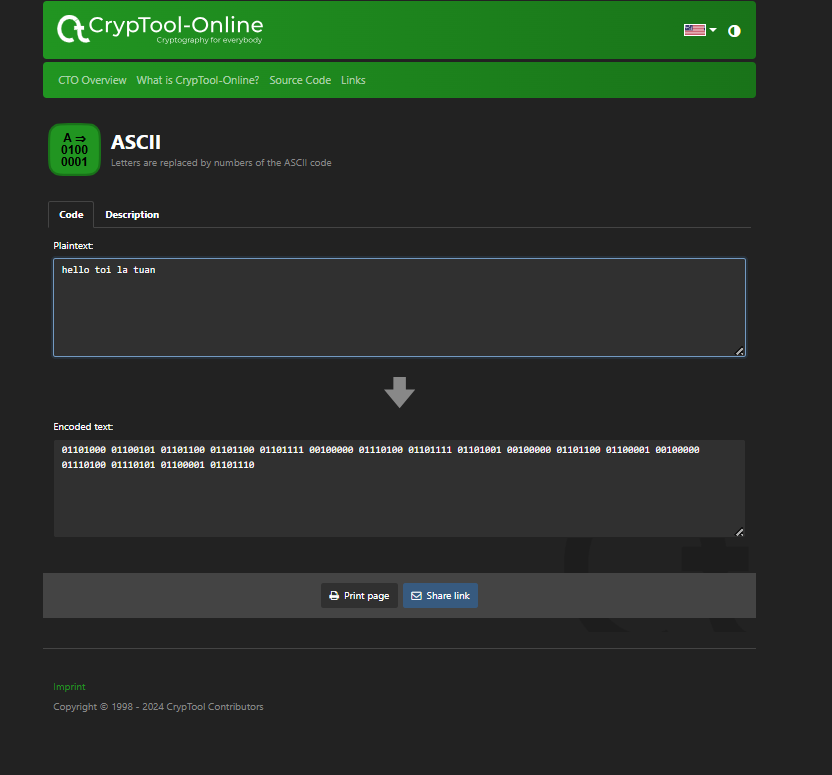 CrypTool-Online
Cryptography for everybody
CTO Overview What is CrypTool-Online? Source Code Links
A ⇒
0100
0001
ASCII
Letters are replaced by numbers of the ASCII code
Code Description
Plaintext:
hello toi la tuan
Encoded text:
01101000 01100101 01101100 01101100 01101111 00100000 01110100 01101111 01101001 00100000 01101100 01100001 00100000
01110100 01110101 01100001 01101110
Print page Share link
Imprint
Copyright © 1998 - 2024 CrypTool Contributors